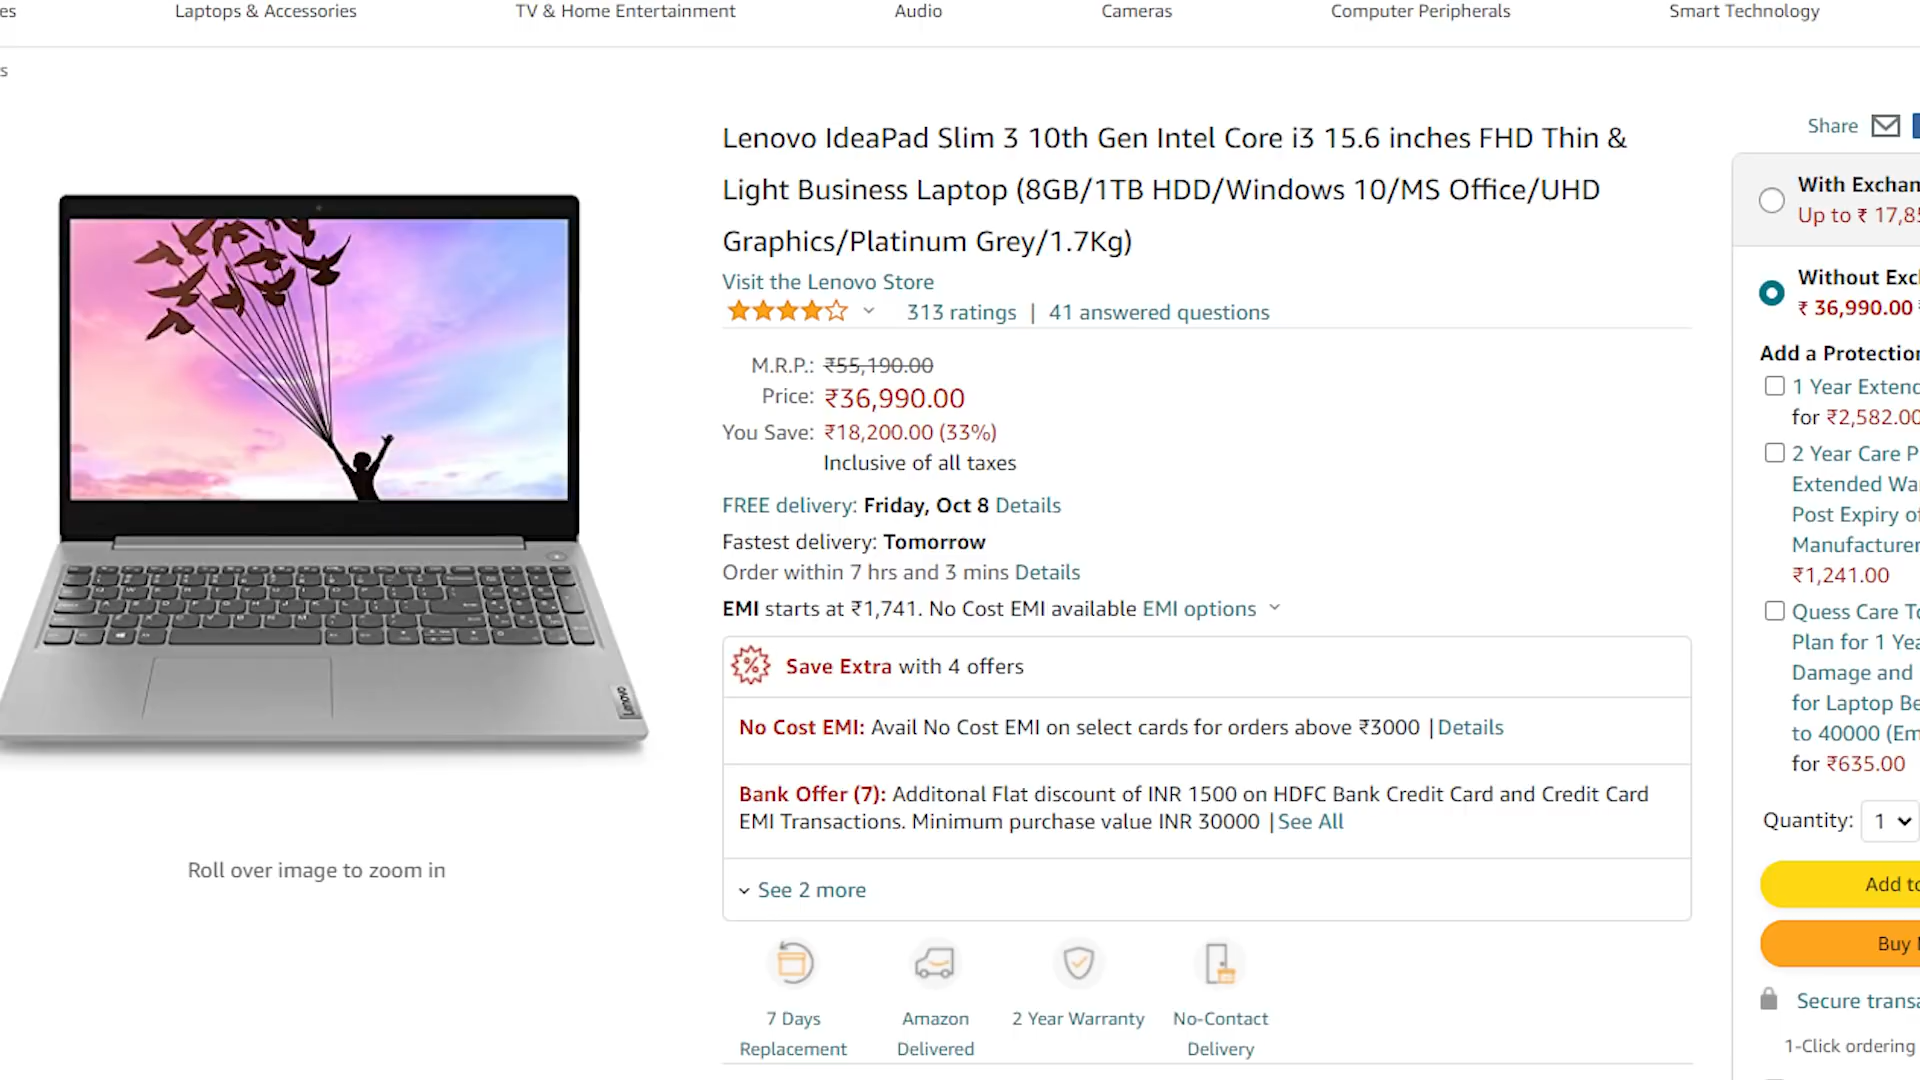 es
Laptops & Accessories
TV & Home Entertainment
Audio
Cameras
Computer Peripherals
Smart Technology
s
Lenovo
Roll over image to zoom in
Lenovo IdeaPad Slim 3 10th Gen Intel Core i3 15.6 inches FHD Thin &
Light Business Laptop (8GB/1TB HDD/Windows 10/MS Office/UHD
Graphics/Platinum Grey/1.7Kg)
Visit the Lenovo Store
313 ratings | 41 answered questions
M.R.P.: ₹55,190.00
Price: ₹36,990.00
You Save: ₹18,200.00 (33%)
Inclusive of all taxes
FREE delivery: Friday, Oct 8 Details
Fastest delivery: Tomorrow
Order within 7 hrs and 3 mins Details
EMI starts at ₹1,741. No Cost EMI available EMI options
Save Extra with 4 offers
No Cost EMI: Avail No Cost EMI on select cards for orders above ₹3000 | Details
Bank Offer (7): Additonal Flat discount of INR 1500 on HDFC Bank Credit Card and Credit Card
EMI Transactions. Minimum purchase value INR 30000 | See All
See 2 more
7 Days
Replacement
Amazon
Delivered
2 Year Warranty
No-Contact
Delivery
Share
With Exchan
Up to ₹ 17,85
Without Exc
₹ 36,990.00
Add a Protection
1 Year Extend
for ₹2,582.00
2 Year Care P
Extended Wa
Post Expiry of
Manufacturer
₹1,241.00
Quess Care To
Plan for 1 Yea
Damage and
for Laptop Be
to 40000 (Em
for ₹635.00
Quantity: 1
Add to
Buy
Secure transa
1-Click ordering